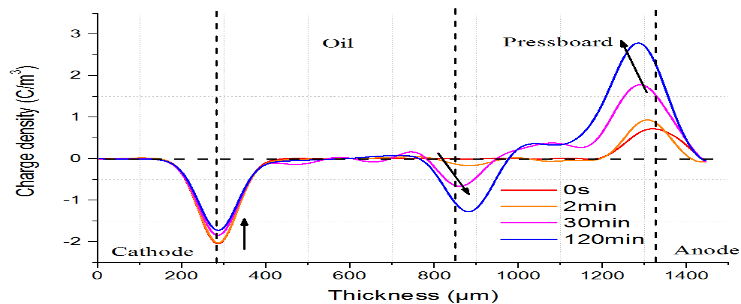 Charge density (C/m³)
3
2
1
0
-1
-2
Oil
Pressboard
Cathode
Anode
0s
2min
30min
120min
0 200 400 600 800 1000 1200 1400
Thickness (μm)